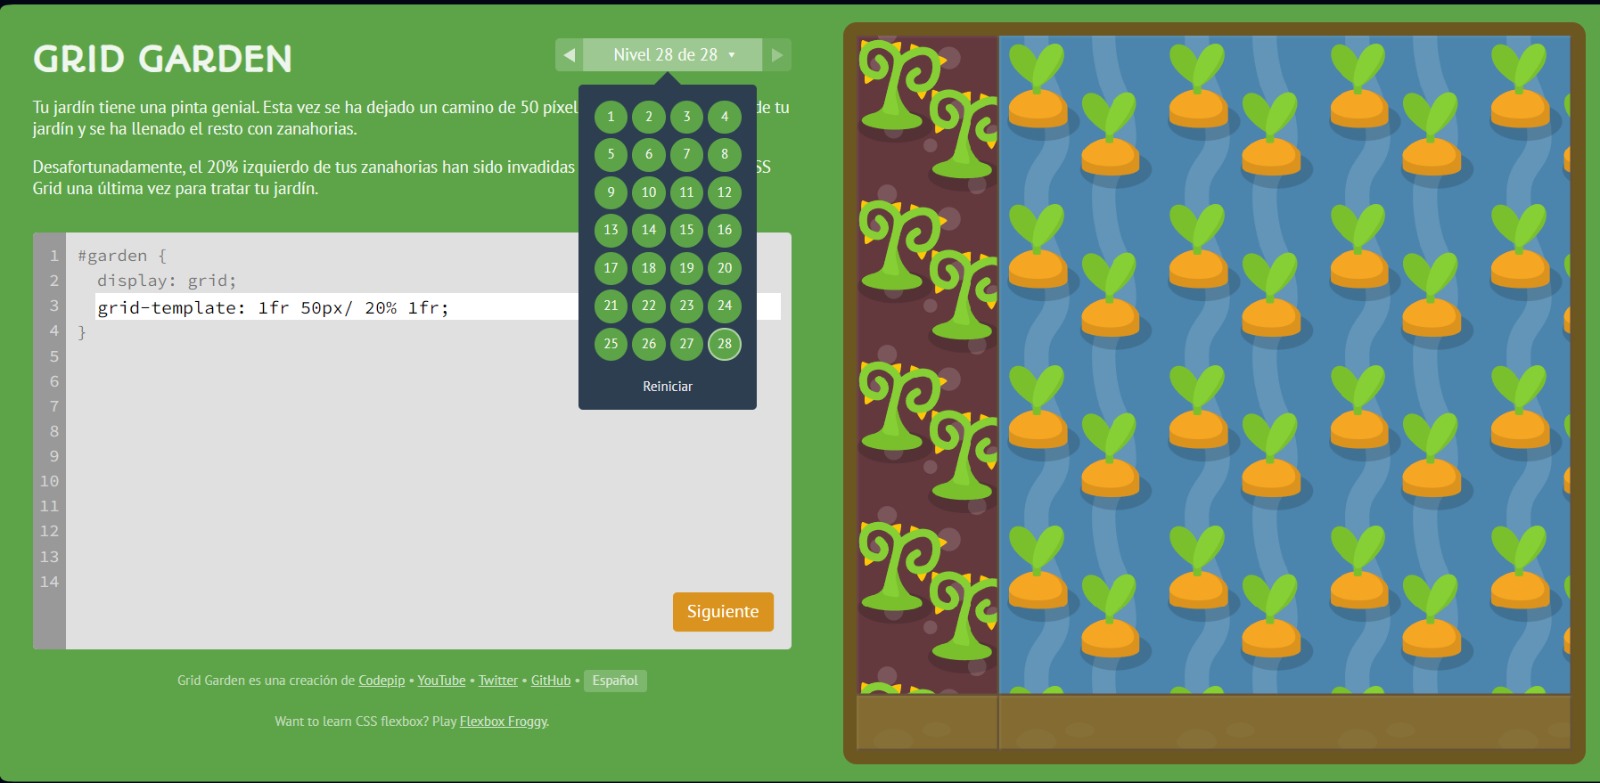 GRID GARDEN
◀ Nivel 28 de 28 ▾ ▶
Tu jardín tiene una pinta genial. Esta vez se ha dejado un camino de 50 píxel de tu
jardín y se ha llenado el resto con zanahorias.
Desafortunadamente, el 20% izquierdo de tus zanahorias han sido invadidas SS
Grid una última vez para tratar tu jardín.
1 2 3 4
5 6 7 8
9 10 11 12
13 14 15 16
17 18 19 20
21 22 23 24
25 26 27 28
Reiniciar
1 #garden {
2 display: grid;
3 grid-template: 1fr 50px/ 20% 1fr;
4 }
5
6
7
8
9
10
11
12
13
14
Siguiente
Grid Garden es una creación de Codepip • YouTube • Twitter • GitHub • Español
Want to learn CSS flexbox? Play Flexbox Froggy.